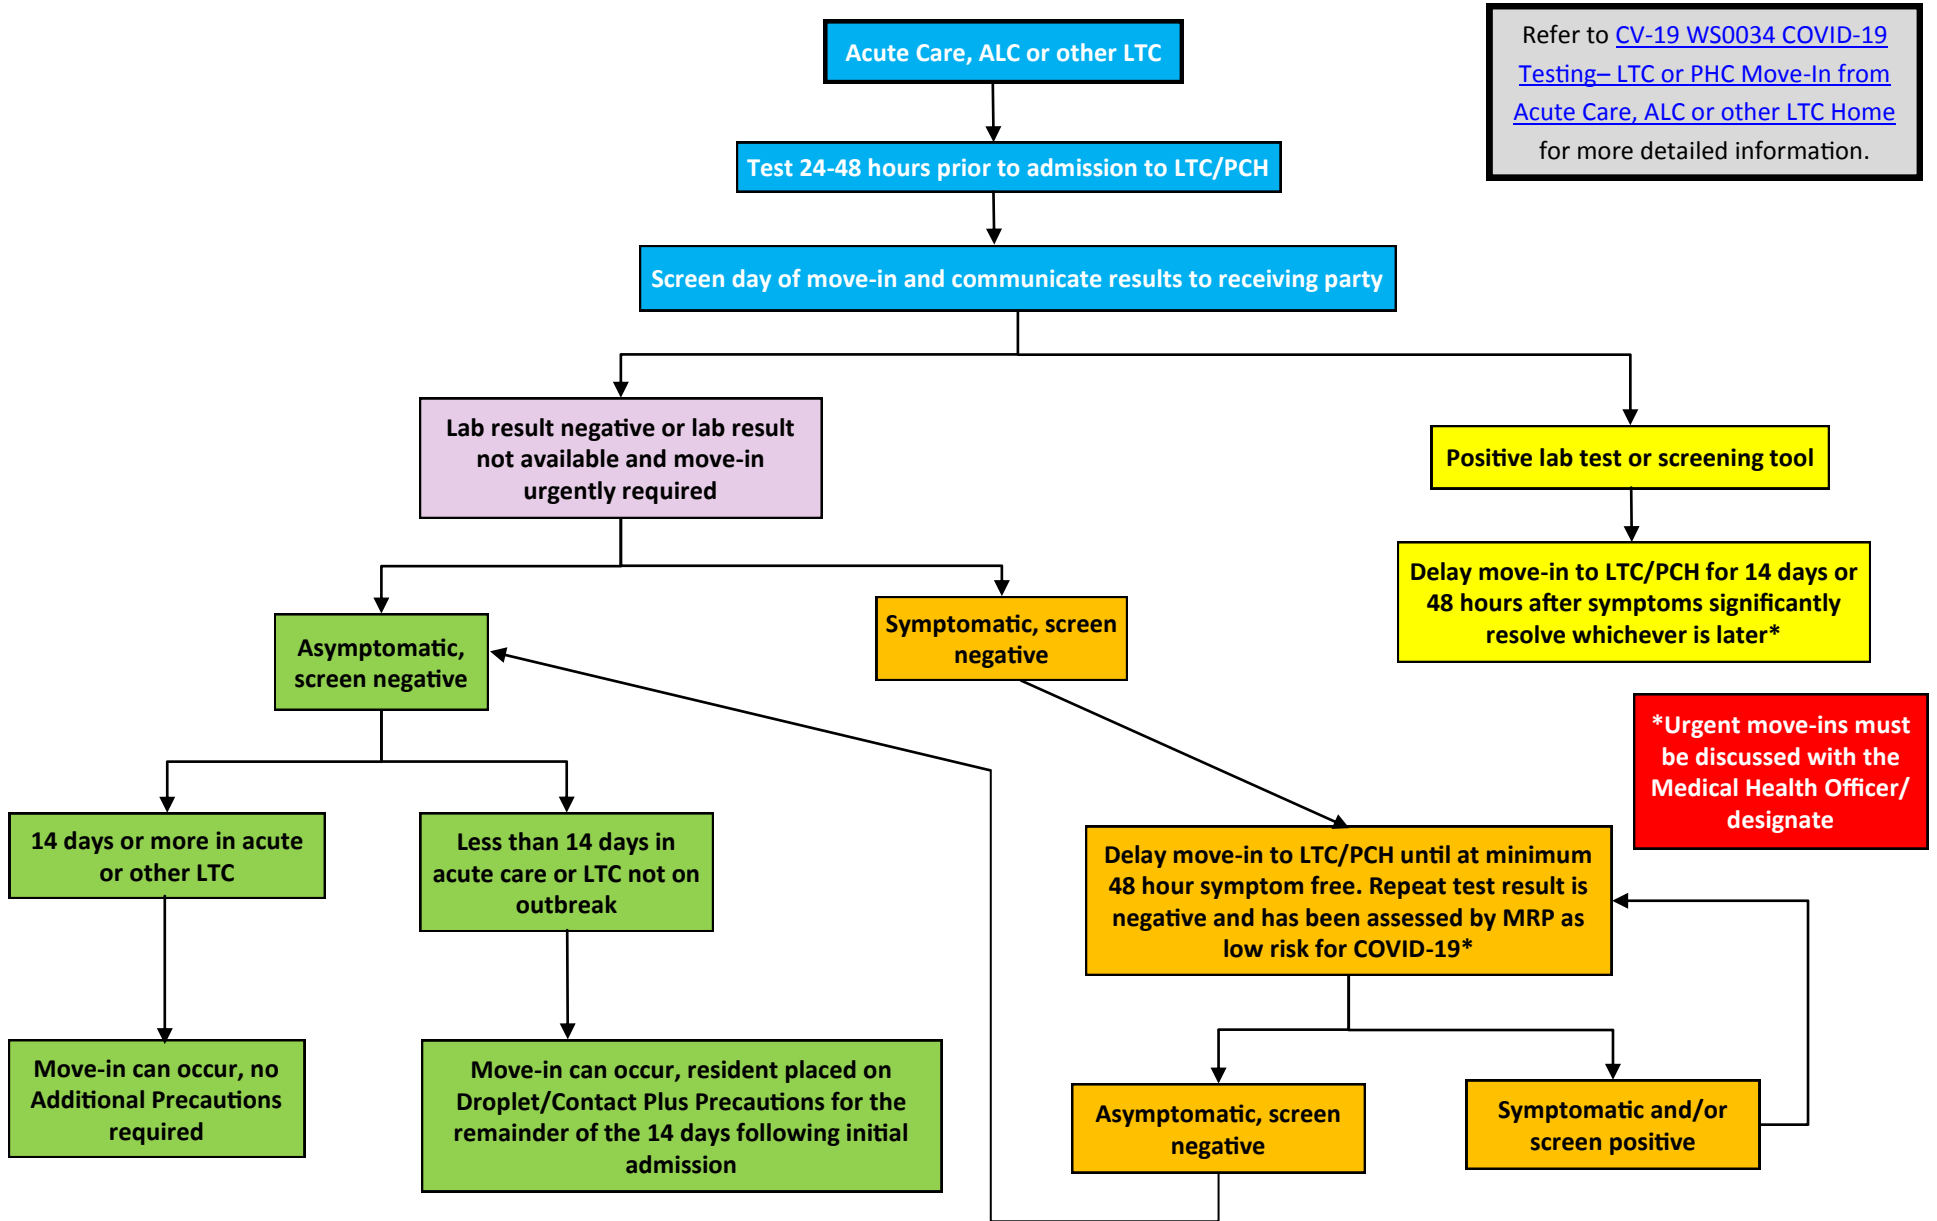 Acute Care, ALC or other LTC
Refer to CV-19 WS0034 COVID-19
Testing– LTC or PHC Move-In from
Acute Care, ALC or other LTC Home
for more detailed information.
Test 24-48 hours prior to admission to LTC/PCH
Screen day of move-in and communicate results to receiving party
Lab result negative or lab result
not available and move-in
urgently required
Positive lab test or screening tool
Delay move-in to LTC/PCH for 14 days or
48 hours after symptoms significantly
resolve whichever is later*
Asymptomatic,
screen negative
Symptomatic, screen
negative
*Urgent move-ins must
be discussed with the
Medical Health Officer/
designate
14 days or more in acute
or other LTC
Less than 14 days in
acute care or LTC not on
outbreak
Delay move-in to LTC/PCH until at minimum
48 hour symptom free. Repeat test result is
negative and has been assessed by MRP as
low risk for COVID-19*
Move-in can occur, no
Additional Precautions
required
Move-in can occur, resident placed on
Droplet/Contact Plus Precautions for the
remainder of the 14 days following initial
admission
Asymptomatic, screen
negative
Symptomatic and/or
screen positive